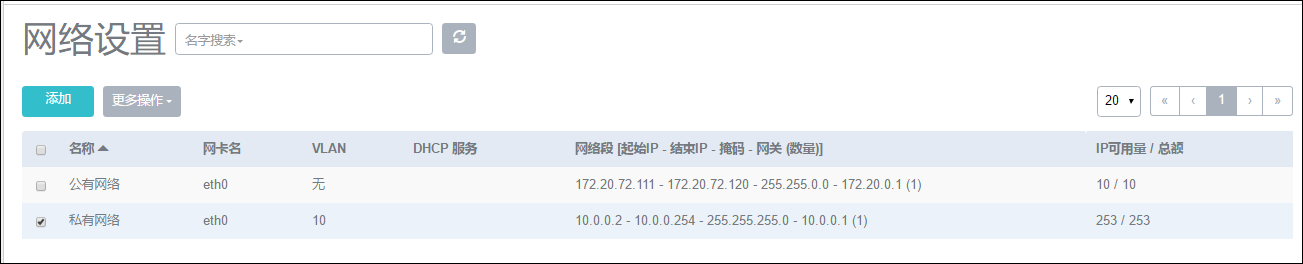 网络设置 名字搜索
添加 更多操作 20 « ‹ 1 › »
名称 网卡名 VLAN DHCP 服务 网络段 [起始IP - 结束IP - 掩码 - 网关 (数量)] IP可用量 / 总额
公有网络 eth0 无 172.20.72.111 - 172.20.72.120 - 255.255.0.0 - 172.20.0.1 (1) 10 / 10
私有网络 eth0 10 10.0.0.2 - 10.0.0.254 - 255.255.255.0 - 10.0.0.1 (1) 253 / 253